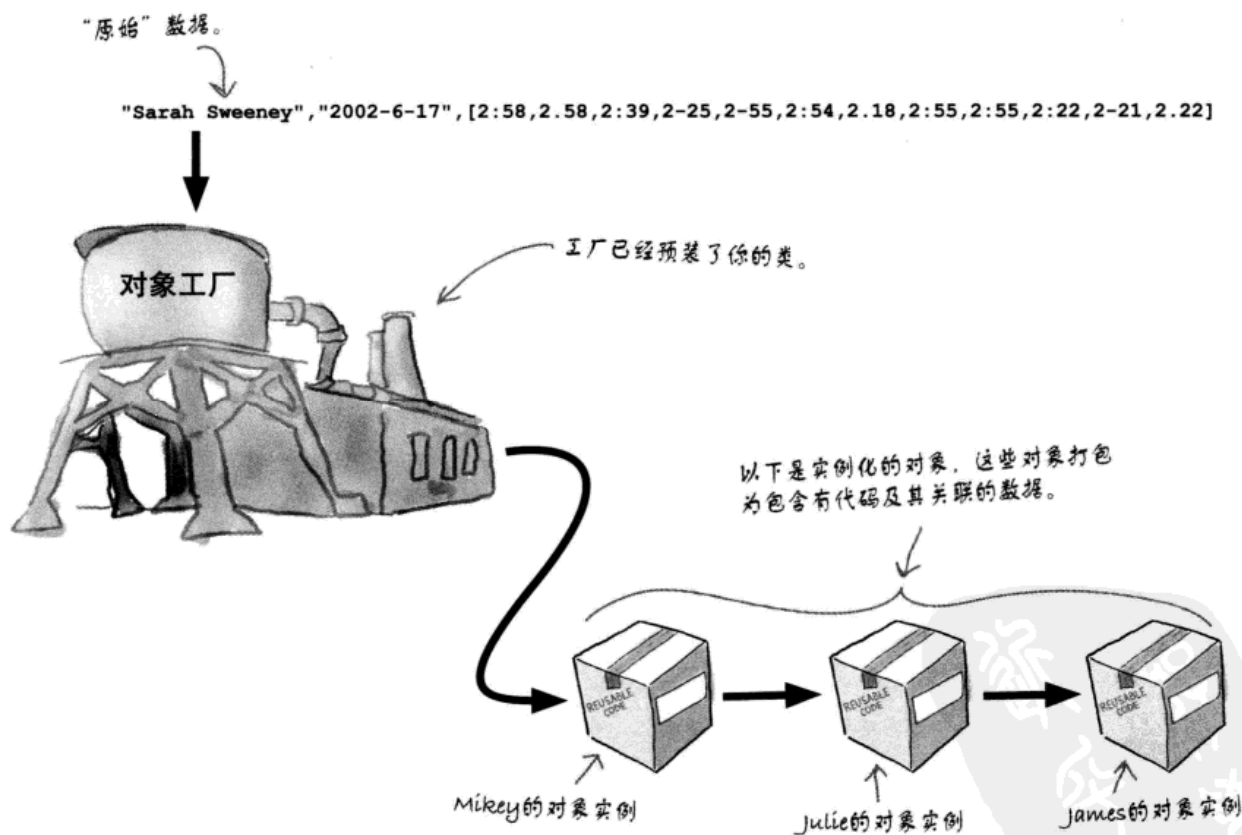 “原始”数据。
"Sarah Sweeney","2002-6-17",[2:58,2.58,2:39,2-25,2-55,2:54,2.18,2:55,2:55,2:22,2-21,2.22]
工厂已经预装了你的类。
对象工厂
以下是实例化的对象，这些对象打包
为包含有代码及其关联的数据。
REUSABLE
CODE
REUSABLE
CODE
REUSABLE
CODE
Mikey的对象实例
Julie的对象实例
James的对象实例